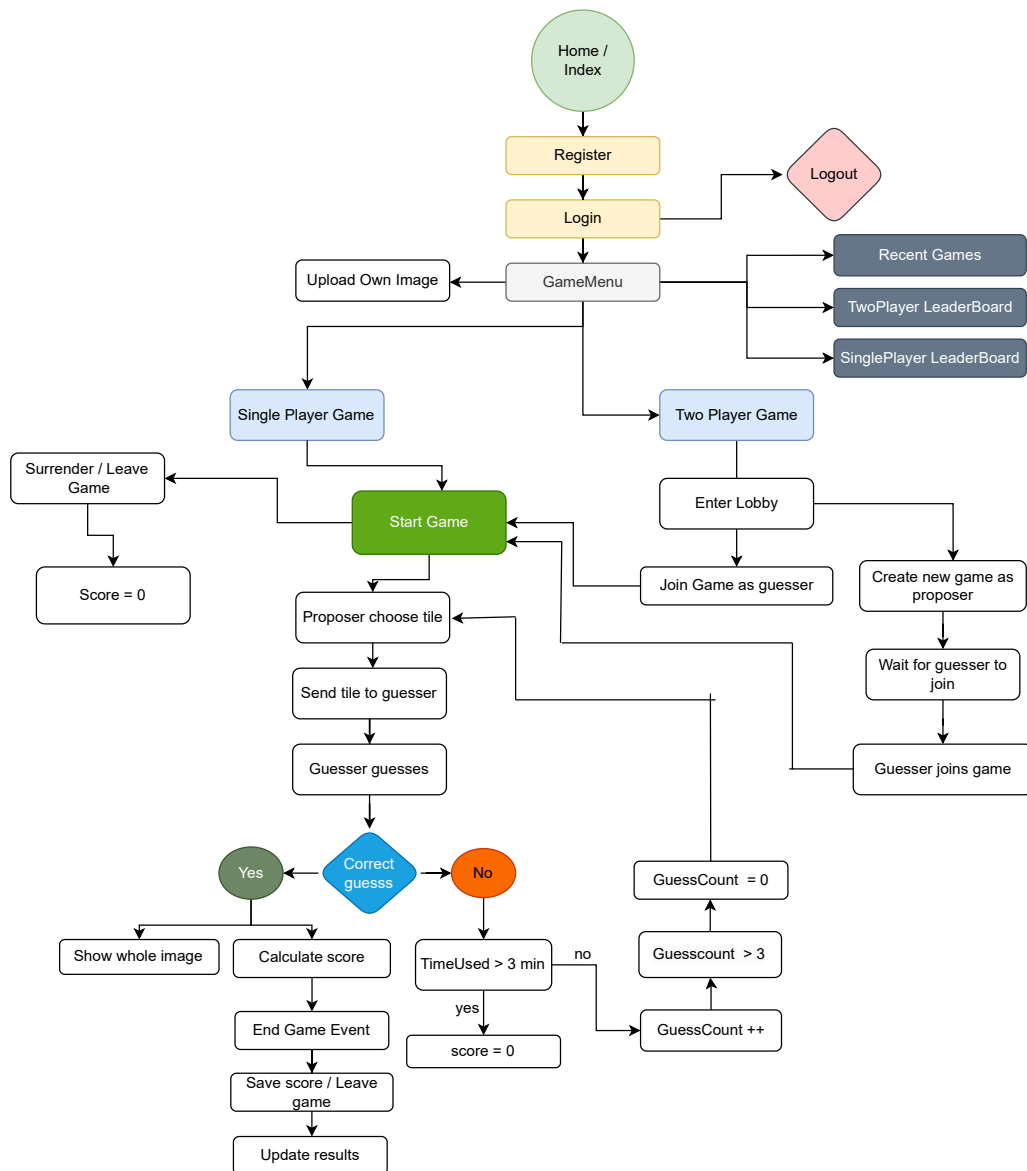 Home /
Index
Register
Logout
Login
Recent Games
Upload Own Image
GameMenu
TwoPlayer LeaderBoard
SinglePlayer LeaderBoard
Single Player Game
Two Player Game
Surrender / Leave
Game
Enter Lobby
Start Game
Score = 0
Join Game as guesser
Create new game as
proposer
Proposer choose tile
Wait for guesser to
join
Send tile to guesser
Guesser guesses
Guesser joins game
Yes
Correct
guesss
No
GuessCount = 0
Show whole image
Calculate score
TimeUsed > 3 min
no
Guesscount > 3
yes
End Game Event
GuessCount ++
score = 0
Save score / Leave
game
Update results